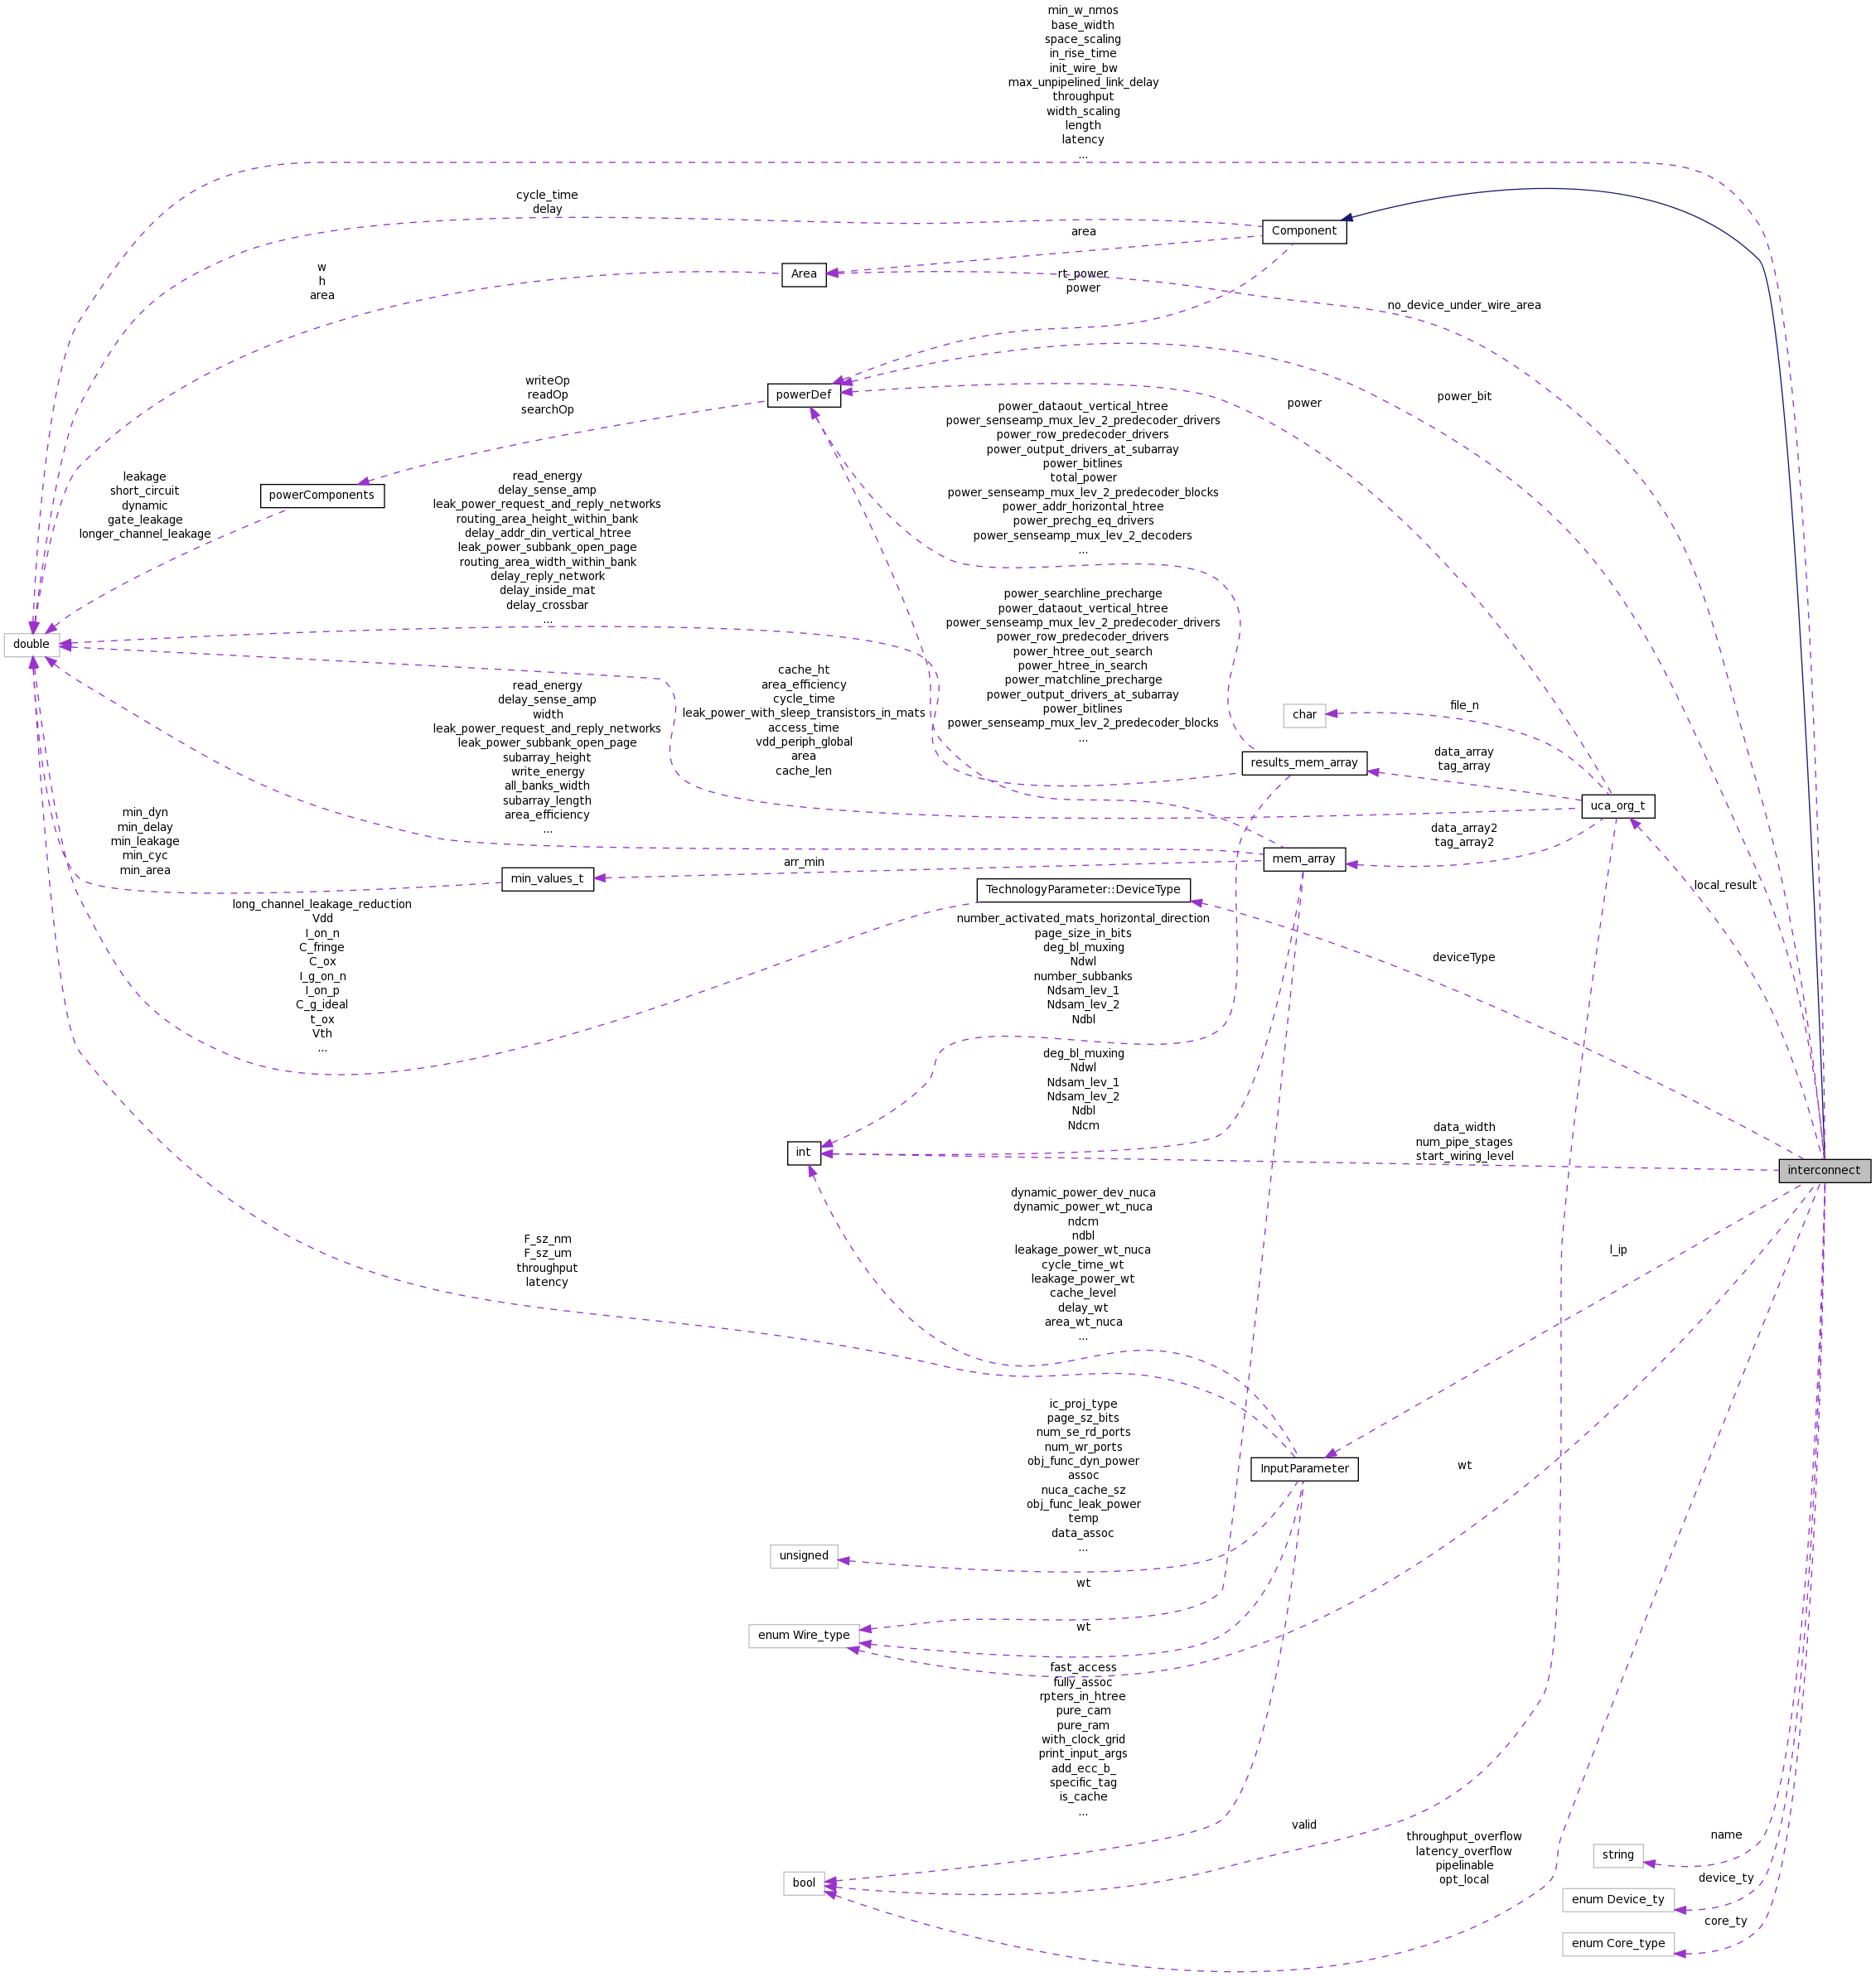 min_w_nmos
base_width
space_scaling
in_rise_time
init_wire_bw
max_unpipelined_link_delay
throughput
width_scaling
length
latency
...
cycle_time
delay
Component
area
w
h
area
Area
rt_power
power
no_device_under_wire_area
writeOp
readOp
searchOp
powerDef
power_bit
power
power_dataout_vertical_htree
power_senseamp_mux_lev_2_predecoder_drivers
power_row_predecoder_drivers
power_output_drivers_at_subarray
power_bitlines
total_power
power_senseamp_mux_lev_2_predecoder_blocks
power_addr_horizontal_htree
power_prechg_eq_drivers
power_senseamp_mux_lev_2_decoders
...
leakage
short_circuit
dynamic
gate_leakage
longer_channel_leakage
powerComponents
read_energy
delay_sense_amp
leak_power_request_and_reply_networks
routing_area_height_within_bank
delay_addr_din_vertical_htree
leak_power_subbank_open_page
routing_area_width_within_bank
delay_reply_network
delay_inside_mat
delay_crossbar
...
double
power_searchline_precharge
power_dataout_vertical_htree
power_senseamp_mux_lev_2_predecoder_drivers
power_row_predecoder_drivers
power_htree_out_search
power_htree_in_search
power_matchline_precharge
power_output_drivers_at_subarray
power_bitlines
power_senseamp_mux_lev_2_predecoder_blocks
...
cache_ht
area_efficiency
cycle_time
leak_power_with_sleep_transistors_in_mats
access_time
vdd_periph_global
area
cache_len
read_energy
delay_sense_amp
width
leak_power_request_and_reply_networks
leak_power_subbank_open_page
subarray_height
write_energy
all_banks_width
subarray_length
area_efficiency
...
char
file_n
results_mem_array
data_array
tag_array
uca_org_t
data_array2
tag_array2
mem_array
arr_min
min_values_t
min_dyn
min_delay
min_leakage
min_cyc
min_area
local_result
TechnologyParameter::DeviceType
long_channel_leakage_reduction
Vdd
I_on_n
C_fringe
C_ox
I_g_on_n
I_on_p
C_g_ideal
t_ox
Vth
...
number_activated_mats_horizontal_direction
page_size_in_bits
deg_bl_muxing
Ndwl
number_subbanks
Ndsam_lev_1
Ndsam_lev_2
Ndbl
deviceType
deg_bl_muxing
Ndwl
Ndsam_lev_1
Ndsam_lev_2
Ndbl
Ndcm
int
data_width
num_pipe_stages
start_wiring_level
interconnect
dynamic_power_dev_nuca
dynamic_power_wt_nuca
ndcm
ndbl
leakage_power_wt_nuca
cycle_time_wt
leakage_power_wt
cache_level
delay_wt
area_wt_nuca
...
F_sz_nm
F_sz_um
throughput
latency
l_ip
InputParameter
wt
ic_proj_type
page_sz_bits
num_se_rd_ports
num_wr_ports
obj_func_dyn_power
assoc
nuca_cache_sz
obj_func_leak_power
temp
data_assoc
...
unsigned
wt
enum Wire_type
wt
fast_access
fully_assoc
rpters_in_htree
pure_cam
pure_ram
with_clock_grid
print_input_args
add_ecc_b_
specific_tag
is_cache
...
valid
bool
throughput_overflow
latency_overflow
pipelinable
opt_local
name
string
device_ty
enum Device_ty
core_ty
enum Core_type